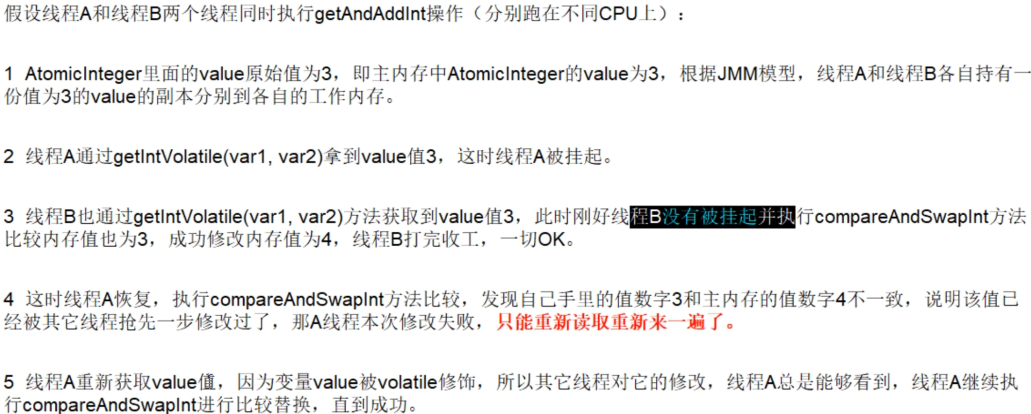 假设线程A和线程B两个线程同时执行getAndAddInt操作（分别跑在不同CPU上）：
1 AtomicInteger里面的value原始值为3，即主内存中AtomicInteger的value为3，根据JMM模型，线程A和线程B各自持有一
份值为3的value的副本分别到各自的工作内存。
2 线程A通过getIntVolatile(var1, var2)拿到value值3，这时线程A被挂起。
3 线程B也通过getIntVolatile(var1, var2)方法获取到value值3，此时刚好线程B没有被挂起并执行compareAndSwapInt方法
比较内存值也为3，成功修改内存值为4，线程B打完收工，一切OK。
4 这时线程A恢复，执行compareAndSwapInt方法比较，发现自己手里的值数字3和主内存的值数字4不一致，说明该值已
经被其它线程抢先一步修改过了，那A线程本次修改失败，只能重新读取重新来一遍了。
5 线程A重新获取value值，因为变量value被volatile修饰，所以其它线程对它的修改，线程A总是能够看到，线程A继续执
行compareAndSwapInt进行比较替换，直到成功。